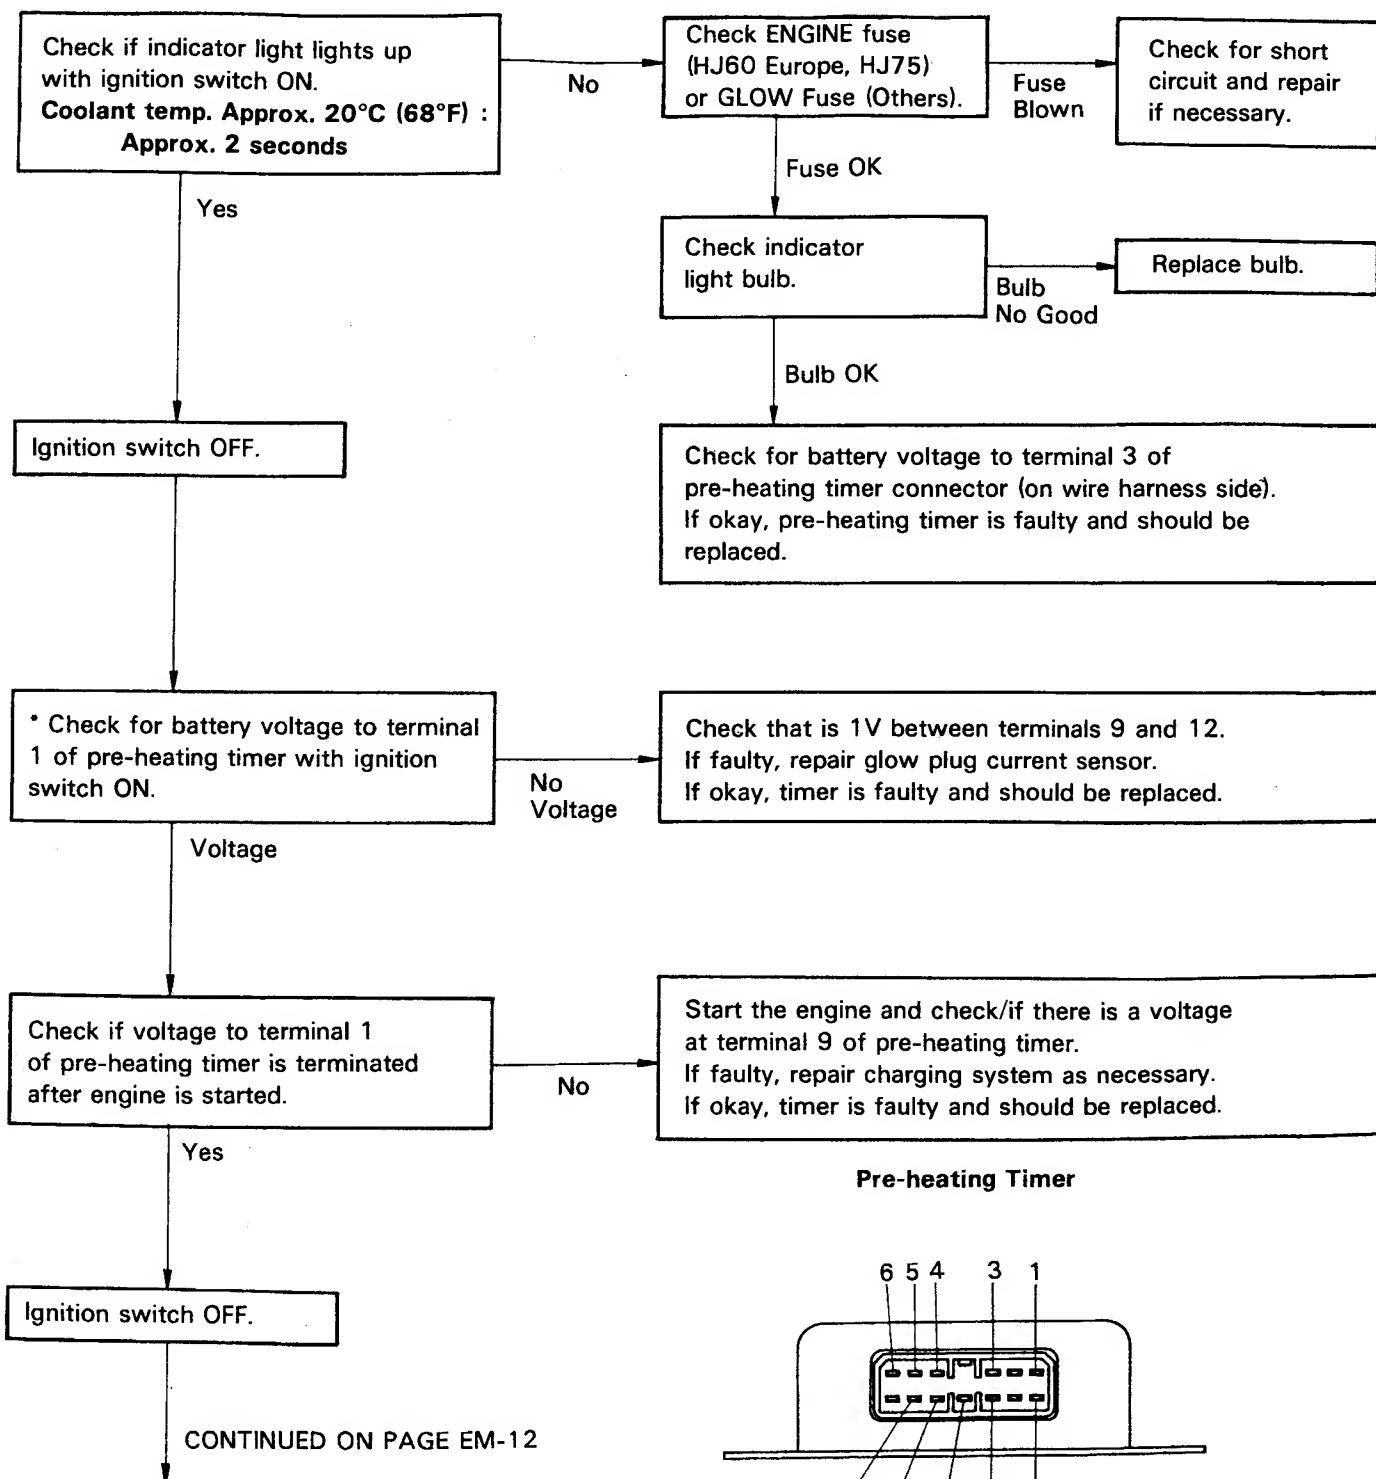 Check if indicator light lights up
with ignition switch ON.
Coolant temp. Approx. 20°C (68°F) :
Approx. 2 seconds
No
Check ENGINE fuse
(HJ60 Europe, HJ75)
or GLOW Fuse (Others).
Fuse
Blown
Check for short
circuit and repair
if necessary.
Yes
Fuse OK
Check indicator
light bulb.
Bulb
No Good
Replace bulb.
Bulb OK
Ignition switch OFF.
Check for battery voltage to terminal 3 of
pre-heating timer connector (on wire harness side).
If okay, pre-heating timer is faulty and should be
replaced.
* Check for battery voltage to terminal
1 of pre-heating timer with ignition
switch ON.
No
Voltage
Check that is 1V between terminals 9 and 12.
If faulty, repair glow plug current sensor.
If okay, timer is faulty and should be replaced.
Voltage
Check if voltage to terminal 1
of pre-heating timer is terminated
after engine is started.
No
Start the engine and check/if there is a voltage
at terminal 9 of pre-heating timer.
If faulty, repair charging system as necessary.
If okay, timer is faulty and should be replaced.
Yes
Pre-heating Timer
Ignition switch OFF.
6 5 4 3 1
CONTINUED ON PAGE EM-12